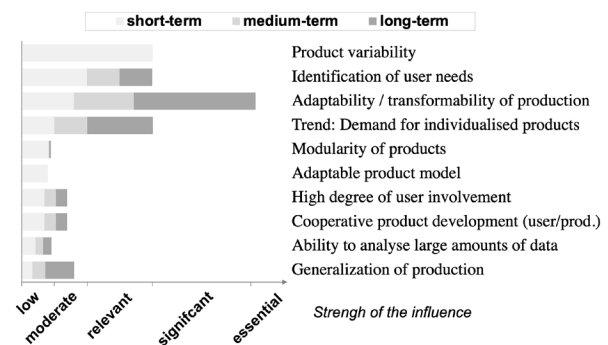 short-term medium-term long-term
Product variability
Identification of user needs
Adaptability / transformability of production
Trend: Demand for individualised products
Modularity of products
Adaptable product model
High degree of user involvement
Cooperative product development (user/prod.)
Ability to analyse large amounts of data
Generalization of production
low moderate relevant signifcant essential
Strengh of the influence